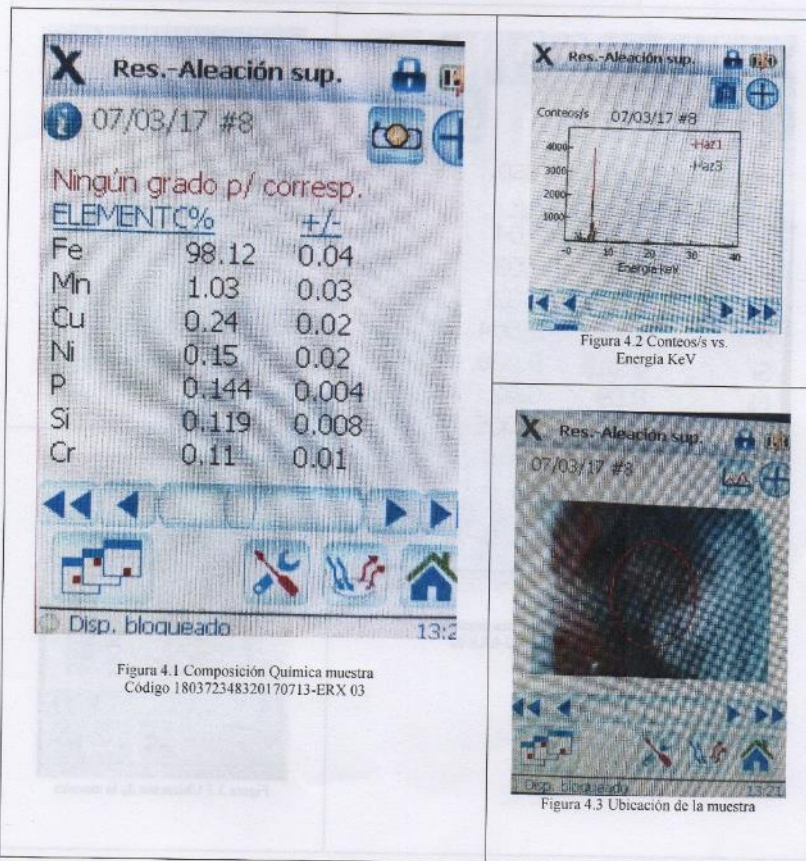 X Res.-Aleación sup.
07/03/17 #8
Ningún grado p/ corresp.
ELEMENTC% +/-
Fe 98.12 0.04
Mn 1.03 0.03
Cu 0.24 0.02
Ni 0.15 0.02
P 0.144 0.004
Si 0.119 0.008
Cr 0.11 0.01
Disp. bloqueado 13:2
Figura 4.1 Composición Química muestra
Código 180372348320170713-ERX 03
X Res.-Aleación sup.
Conteos/s 07/03/17 #8
4000
3000
2000
1000
-Haz1
-Haz3
-0 10 20 30 40
Energía keV
Figura 4.2 Conteos/s vs.
Energía KeV
X Res.-Aleación sup.
07/03/17 #8
Disp. bloqueado 13:21
Figura 4.3 Ubicación de la muestra